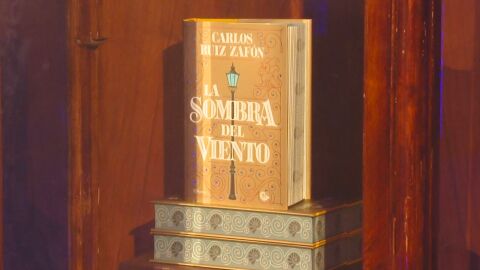 CARLOS
RUIZ ZAFÓN
LA
SOMBRA
DEL
VIENTO